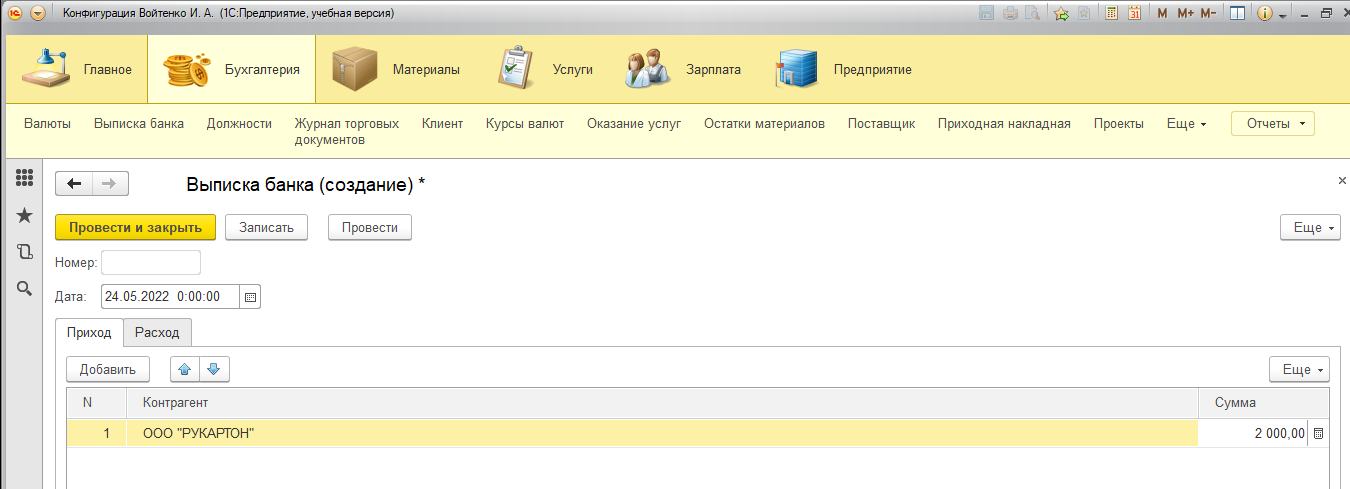 Конфигурация Войтенко И. А. (1С:Предприятие, учебная версия)
31 M M+ M-
Главное Бухгалтерия Материалы Услуги Зарплата Предприятие
Валюты Выписка банка Должности Журнал торговых документов Клиент Курсы валют Оказание услуг Остатки материалов Поставщик Приходная накладная Проекты Еще Отчеты
Выписка банка (создание) *
Провести и закрыть Записать Провести Еще
Номер:
Дата: 24.05.2022 0:00:00
Приход Расход
Добавить Еще
N Контрагент Сумма
1 ООО "РУКАРТОН" 2 000,00